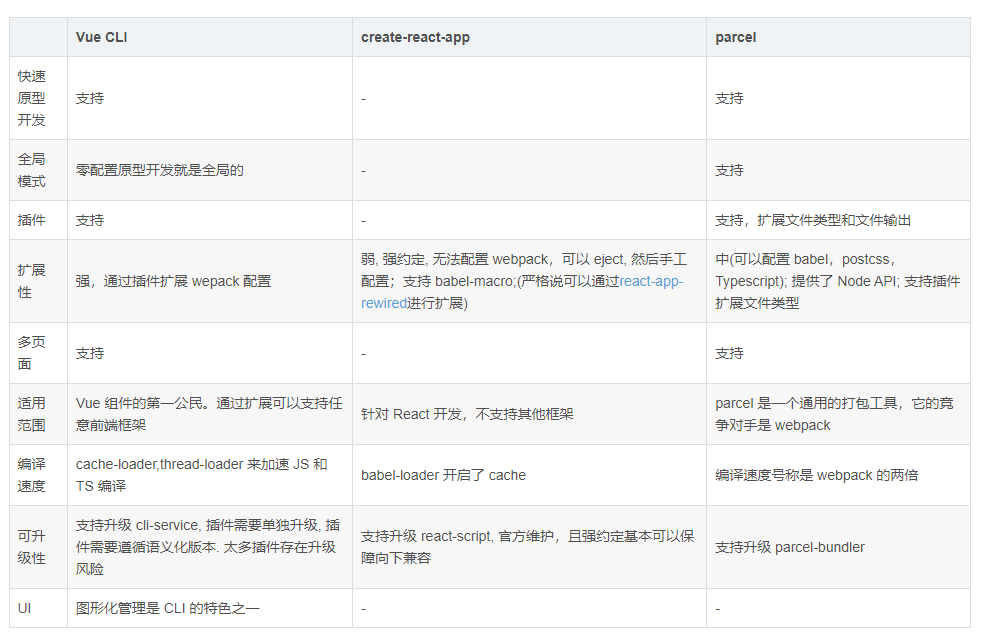 Vue CLI
create-react-app
parcel
快速
原型
开发
支持
-
支持
全局
模式
零配置原型开发就是全局的
-
支持
插件
支持
-
支持，扩展文件类型和文件输出
扩展
性
强，通过插件扩展 wepack 配置
弱, 强约定, 无法配置 webpack，可以 eject, 然后手工
配置；支持 babel-macro;(严格说可以通过react-app-
rewired进行扩展)
中(可以配置 babel，postcss，
Typescript); 提供了 Node API; 支持插件
扩展文件类型
多页
面
支持
-
支持
适用
范围
Vue 组件的第一公民。通过扩展可以支持任
意前端框架
针对 React 开发，不支持其他框架
parcel 是一个通用的打包工具，它的竞
争对手是 webpack
编译
速度
cache-loader,thread-loader 来加速 JS 和
TS 编译
babel-loader 开启了 cache
编译速度号称是 webpack 的两倍
可升
级性
支持升级 cli-service, 插件需要单独升级, 插
件需要遵循语义化版本. 太多插件存在升级
风险
支持升级 react-script, 官方维护，且强约定基本可以保
障向下兼容
支持升级 parcel-bundler
UI
图形化管理是 CLI 的特色之一
-
-